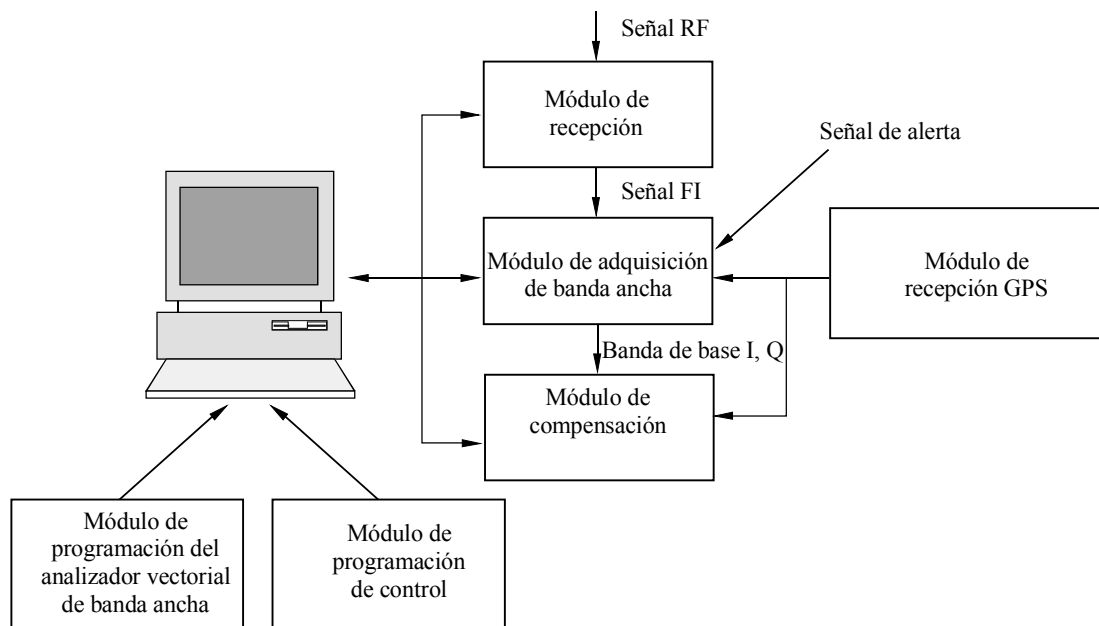 Señal RF
Módulo de
recepción
Señal de alerta
Señal FI
Módulo de adquisición
de banda ancha
Módulo de
recepción GPS
Banda de base I, Q
Módulo de
compensación
Módulo de
programación del
analizador vectorial
de banda ancha
Módulo de
programación
de control